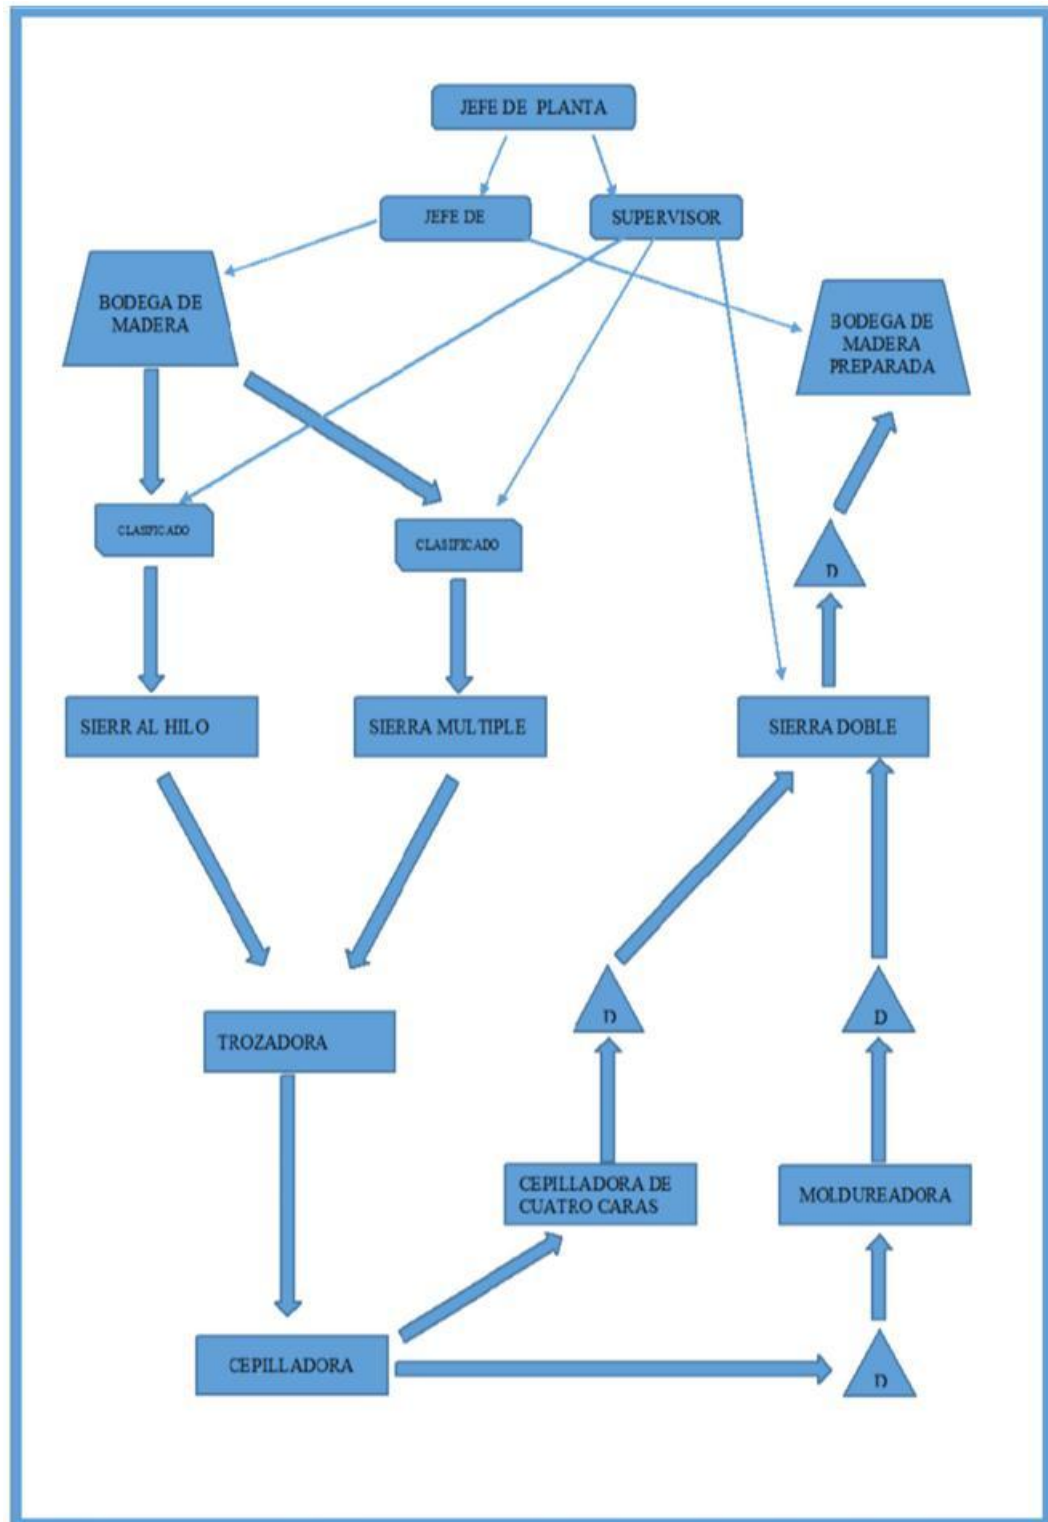 JEFE DE PLANTA
JEFE DE
SUPERVISOR
BODEGA DE
MADERA
BODEGA DE
MADERA
PREPARADA
CLASIFICADO
CLASIFICADO
D
SIERR AL HILO
SIERRA MULTIPLE
SIERRA DOBLE
D
D
TROZADORA
CEPILLADORA DE
CUATRO CARAS
MOLDUREADORA
CEPILLADORA
D